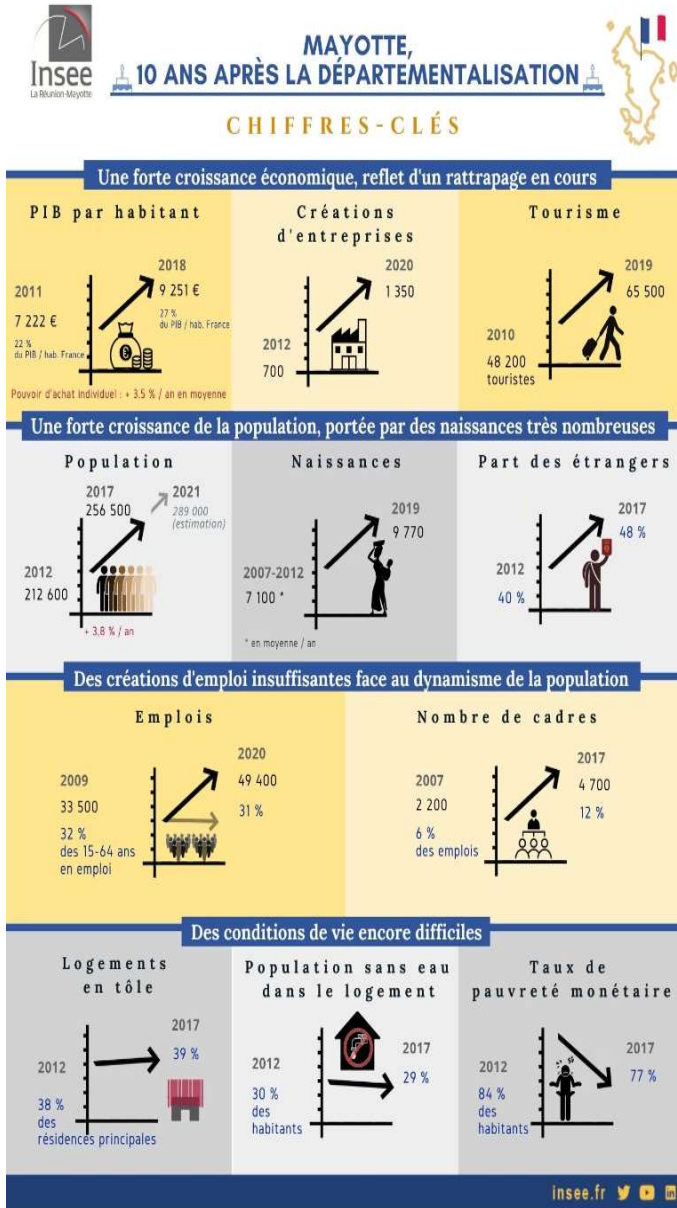 Insee
La Réunion-Mayotte
MAYOTTE,
10 ANS APRÈS LA DÉPARTEMENTALISATION
CHIFFRES-CLÉS
Une forte croissance économique, reflet d'un rattrapage en cours
PIB par habitant
2011
7 222 €
22 %
du PIB / hab. France
2018
9 251 €
27 %
du PIB / hab. France
Pouvoir d'achat individuel : + 3.5 % / an en moyenne
Créations
d'entreprises
2012
700
2020
1 350
Tourisme
2010
48 200
touristes
2019
65 500
Une forte croissance de la population, portée par des naissances très nombreuses
Population
2012
212 600
2017
256 500
2021
289 000
(estimation)
+ 3,8 % / an
Naissances
2007-2012
7 100 *
2019
9 770
* en moyenne / an
Part des étrangers
2012
40 %
2017
48 %
Des créations d'emploi insuffisantes face au dynamisme de la population
Emplois
2009
33 500
32 %
des 15-64 ans
en emploi
2020
49 400
31 %
Nombre de cadres
2007
2 200
6 %
des emplois
2017
4 700
12 %
Des conditions de vie encore difficiles
Logements
en tôle
2012
38 %
des
résidences principales
2017
39 %
Population sans eau
dans le logement
2012
30 %
des
habitants
2017
29 %
Taux de
pauvreté monétaire
2012
84 %
des
habitants
2017
77 %
insee.fr